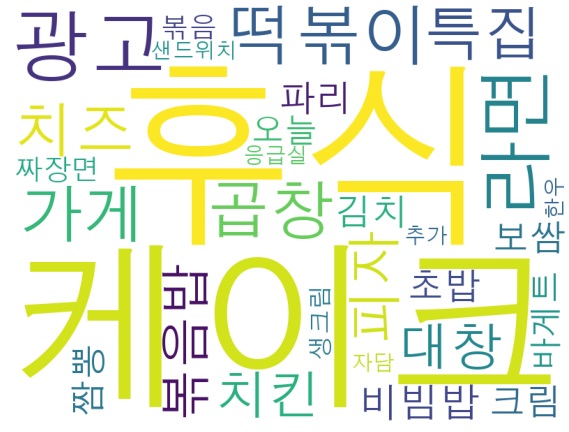 광고
볶음
샌드위치
떡볶이
특집
후식
치즈
파리
오늘
응급실
라면
한우
짜장면
가게
곱창
김치
추가
보쌈
케이크
피자
초밥
볶음밥
생크림
바게트
짬뽕
자담
대창
치킨
비빔밥
크림